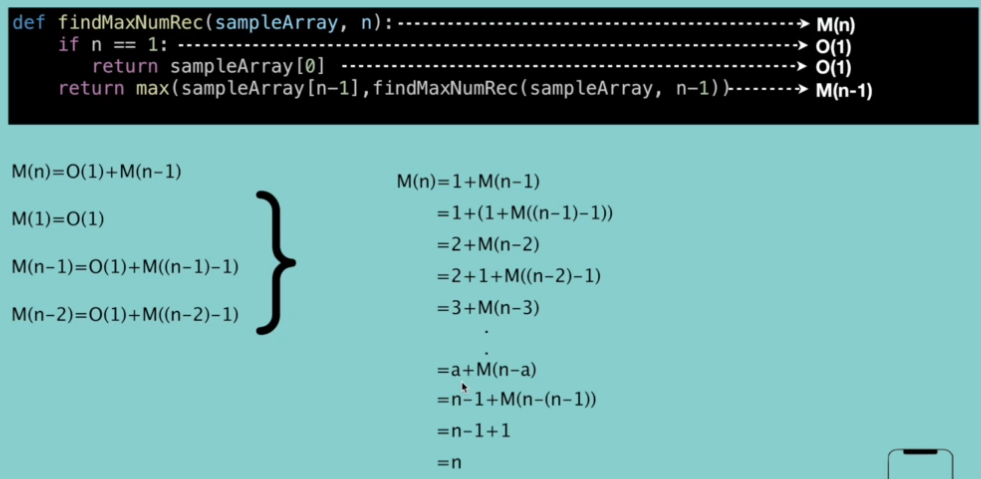 def findMaxNumRec(sampleArray, n): M(n)
if n == 1: O(1)
return sampleArray[0] O(1)
return max(sampleArray[n-1],findMaxNumRec(sampleArray, n-1)) M(n-1)
M(n)=O(1)+M(n-1)
M(1)=O(1)
M(n-1)=O(1)+M((n-1)-1)
M(n-2)=O(1)+M((n-2)-1)
M(n)=1+M(n-1)
=1+(1+M((n-1)-1))
=2+M(n-2)
=2+1+M((n-2)-1)
=3+M(n-3)
.
.
=a+M(n-a)
=n-1+M(n-(n-1))
=n-1+1
=n